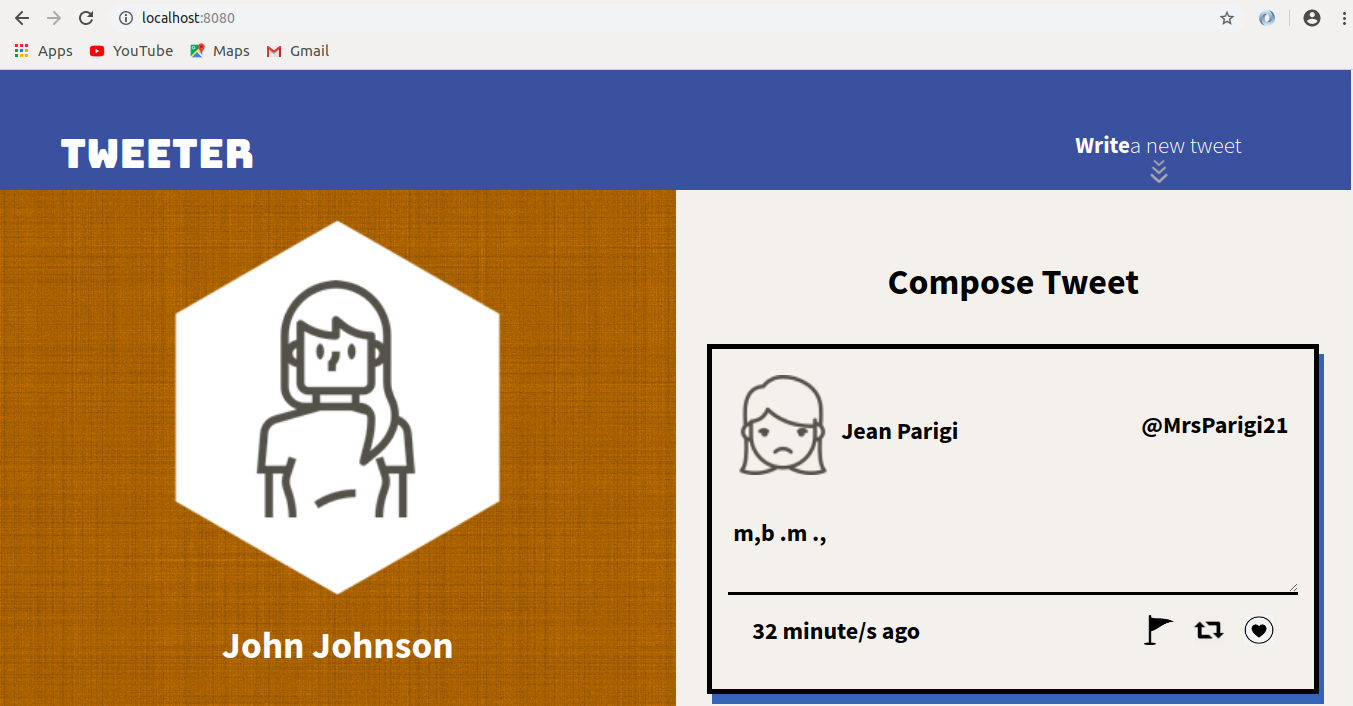 localhost:8080
Apps YouTube Maps Gmail
TWEETER
Writea new tweet
John Johnson
Compose Tweet
Jean Parigi
@MrsParigi21
m,b .m .,
32 minute/s ago